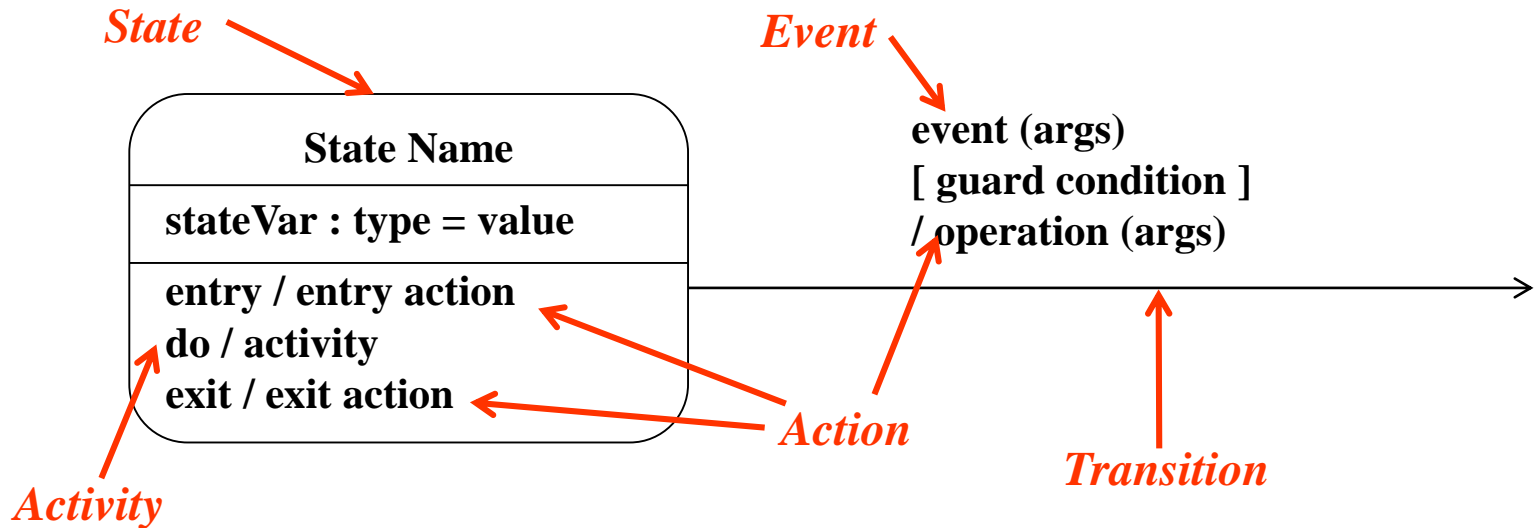 State
Event
State Name
stateVar : type = value
entry / entry action
do / activity
exit / exit action
event (args)
[ guard condition ]
/ operation (args)
Action
Transition
Activity